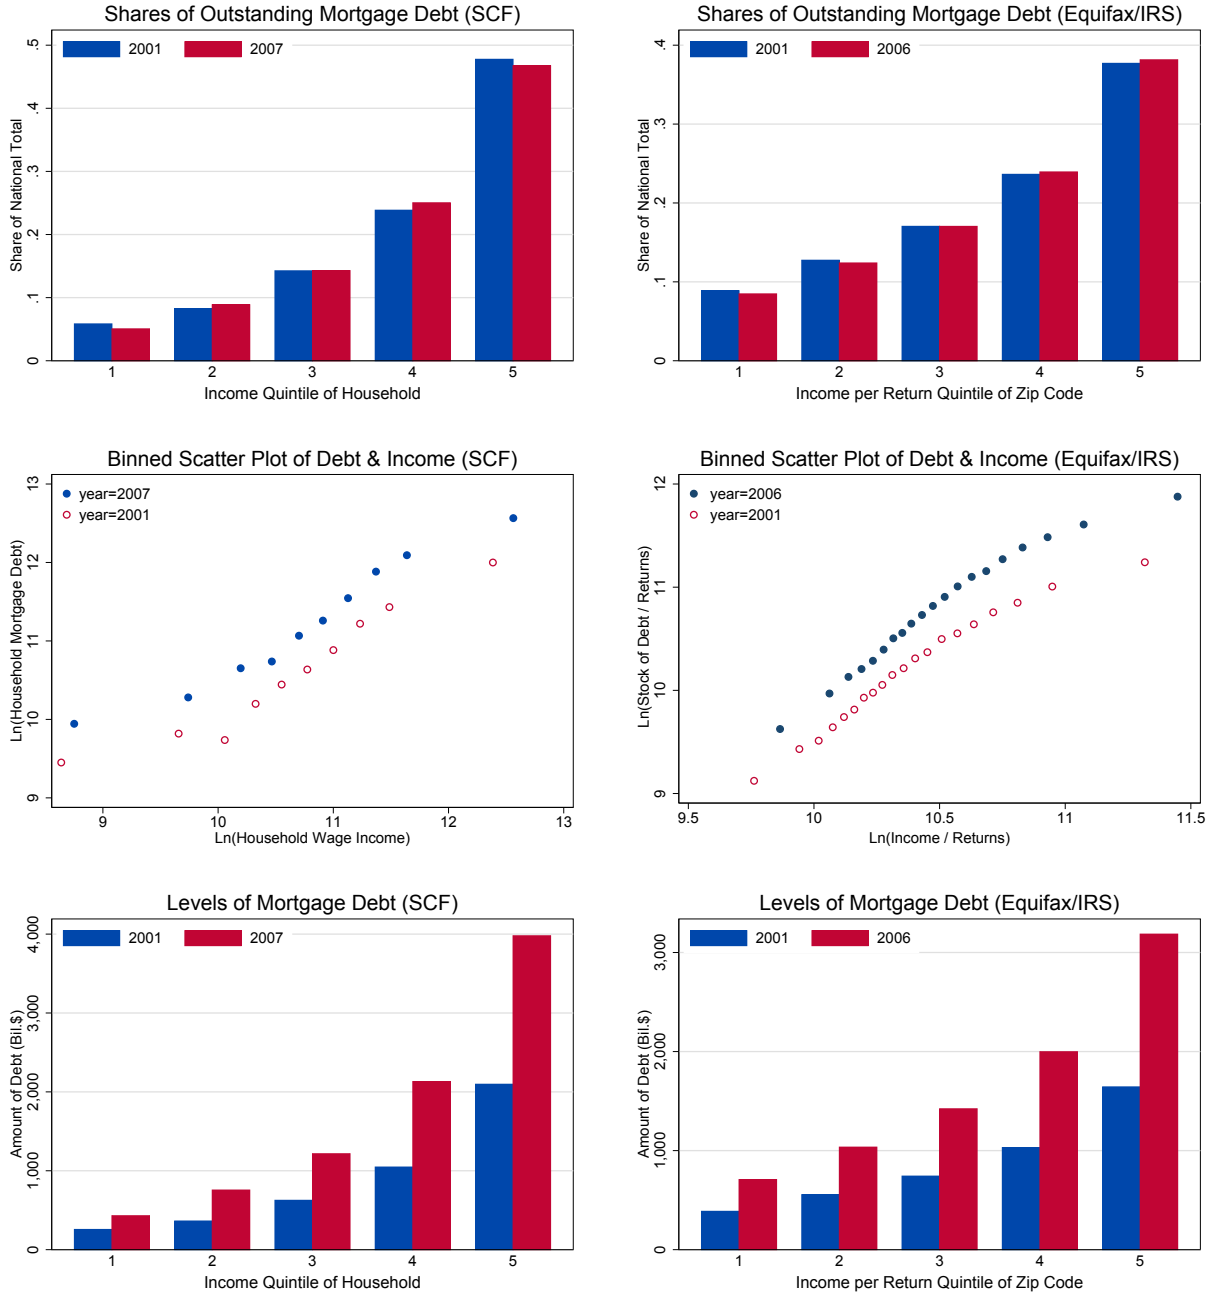 Shares of Outstanding Mortgage Debt (SCF)
2001 2007
Share of National Total
0 .1 .2 .3 .4 .5
1 2 3 4 5
Income Quintile of Household
Shares of Outstanding Mortgage Debt (Equifax/IRS)
2001 2006
Share of National Total
0 .1 .2 .3 .4
1 2 3 4 5
Income per Return Quintile of Zip Code
Binned Scatter Plot of Debt & Income (SCF)
year=2007
year=2001
Ln(Household Mortgage Debt)
9 10 11 12 13
9 10 11 12 13
Ln(Household Wage Income)
Binned Scatter Plot of Debt & Income (Equifax/IRS)
year=2006
year=2001
Ln(Stock of Debt / Returns)
9 10 11 12
9.5 10 10.5 11 11.5
Ln(Income / Returns)
Levels of Mortgage Debt (SCF)
2001 2007
Amount of Debt (Bil.$)
0 1,000 2,000 3,000 4,000
1 2 3 4 5
Income Quintile of Household
Levels of Mortgage Debt (Equifax/IRS)
2001 2006
Amount of Debt (Bil.$)
0 1,000 2,000 3,000
1 2 3 4 5
Income per Return Quintile of Zip Code